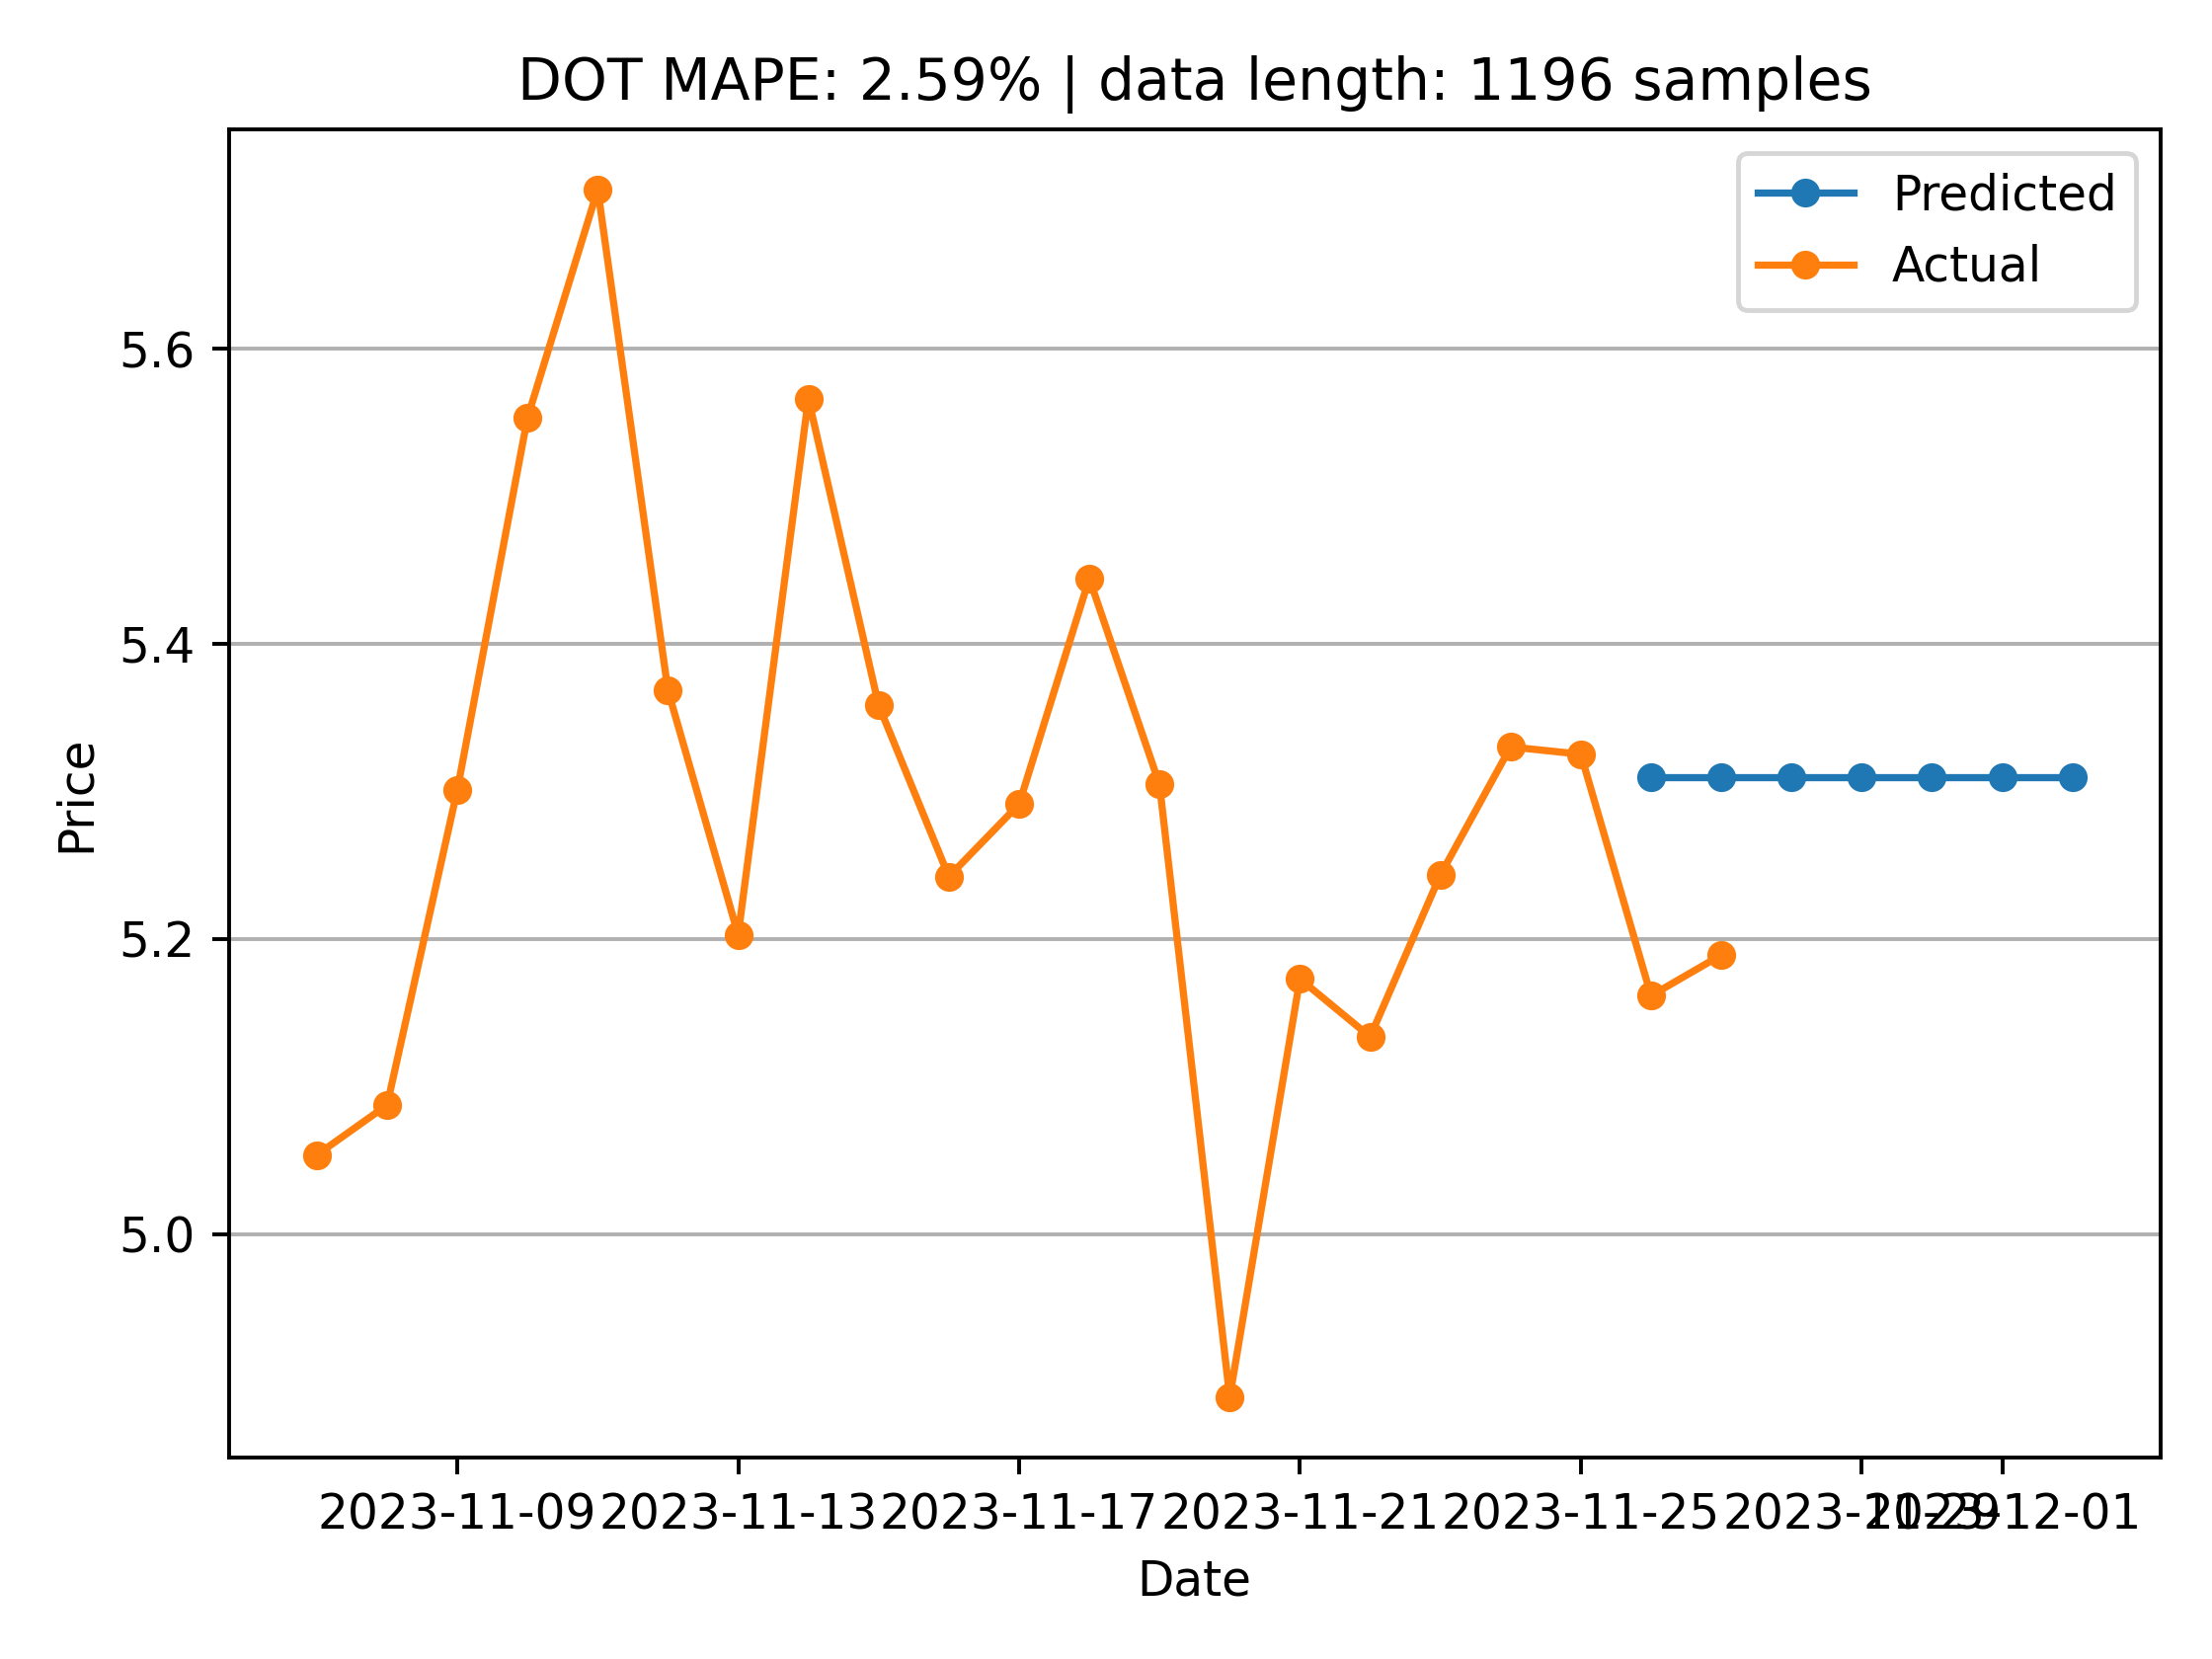 DOT MAPE: 2.59% | data length: 1196 samples
Predicted
Actual
5.6
5.4
5.2
5.0
Price
2023-11-09 2023-11-13 2023-11-17 2023-11-21 2023-11-25 2023-11-29 2023-12-01
Date